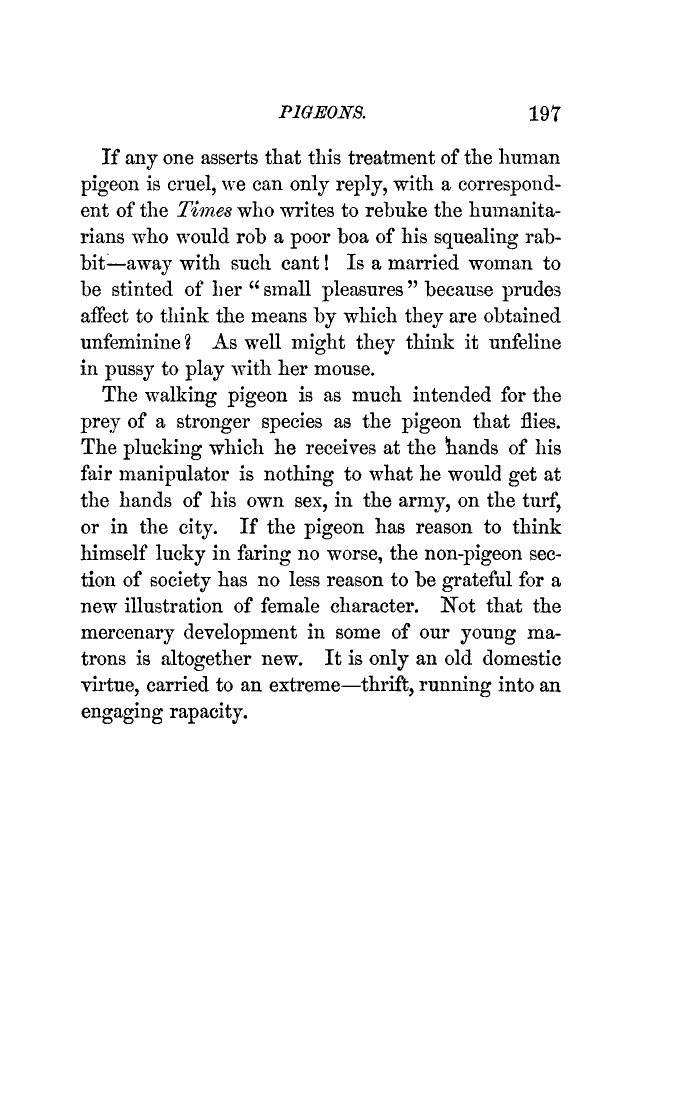 PIGEONS. 197
If any one asserts that this treatment of the human
pigeon is cruel, we can only reply, with a correspond-
ent of the Times who writes to rebuke the humanita-
rians who would rob a poor boa of his squealing rab-
bit—away with such cant! Is a married woman to
be stinted of her “small pleasures” because prudes
affect to think the means by which they are obtained
unfeminine? As well might they think it unfeline
in pussy to play with her mouse.
The walking pigeon is as much intended for the
prey of a stronger species as the pigeon that flies.
The plucking which he receives at the hands of his
fair manipulator is nothing to what he would get at
the hands of his own sex, in the army, on the turf,
or in the city. If the pigeon has reason to think
himself lucky in faring no worse, the non-pigeon sec-
tion of society has no less reason to be grateful for a
new illustration of female character. Not that the
mercenary development in some of our young ma-
trons is altogether new. It is only an old domestic
virtue, carried to an extreme—thrift, running into an
engaging rapacity.